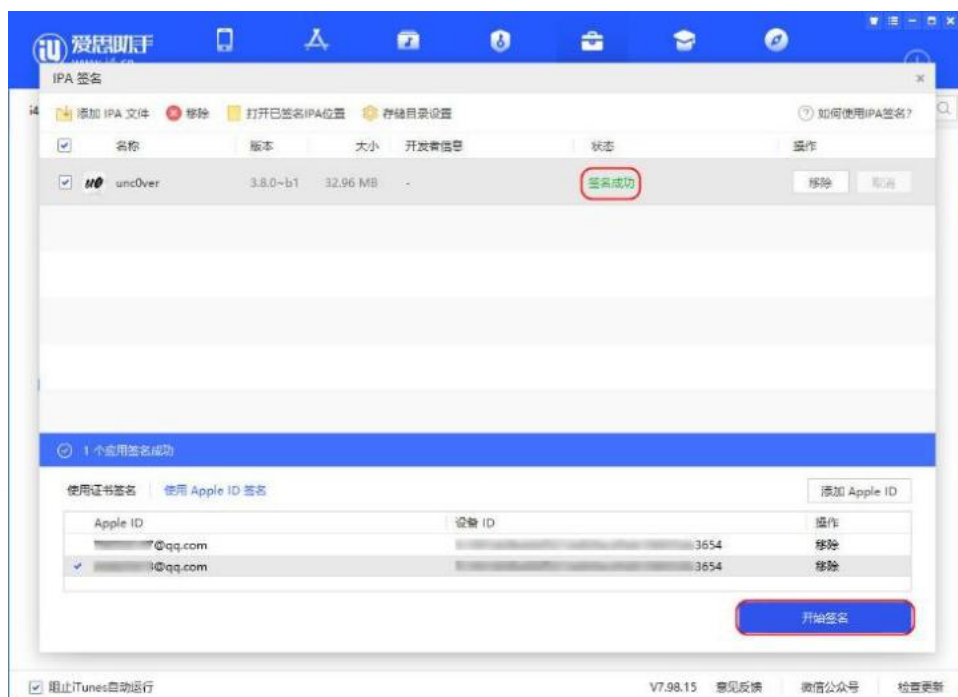 iU 爱思助手
IPA 签名
i4 添加 IPA 文件 移除 打开已签名IPA位置 存储目录设置 如何使用IPA签名?
名称 版本 大小 开发者信息 状态 操作
u0 unc0ver 3.8.0~b1 32.96 MB - 签名成功 移除 取消
1 个应用签名成功
使用证书签名 使用 Apple ID 签名 添加 Apple ID
Apple ID 设备 ID 操作
@qq.com 3654 移除
@qq.com 3654 移除
开始签名
阻止iTunes自动运行 V7.98.15 意见反馈 微信公众号 检查更新